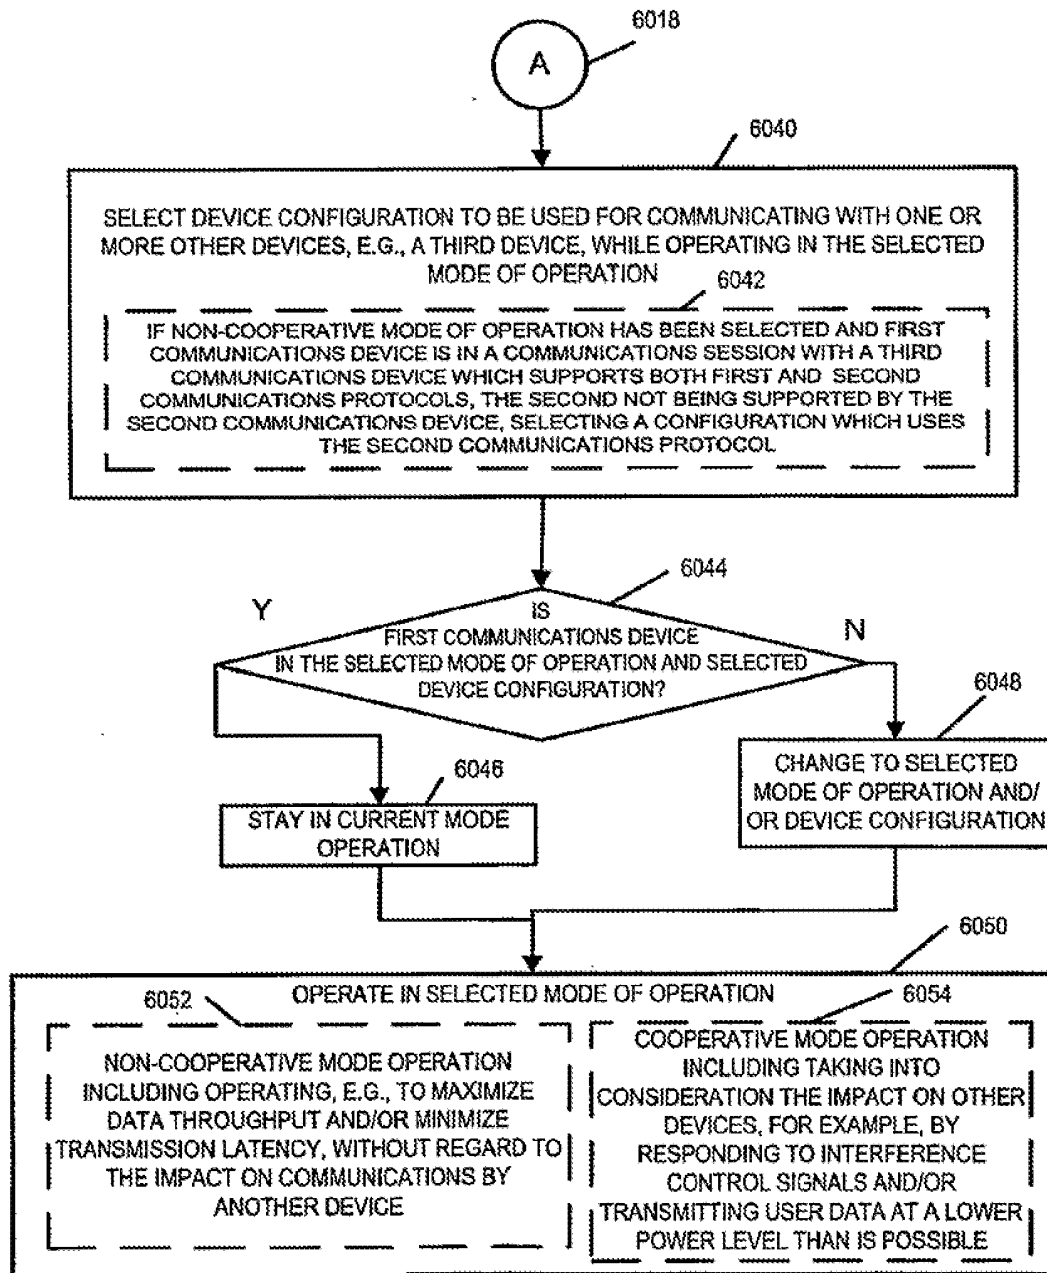 6018
A
6040
SELECT DEVICE CONFIGURATION TO BE USED FOR COMMUNICATING WITH ONE OR
MORE OTHER DEVICES, E.G., A THIRD DEVICE, WHILE OPERATING IN THE SELECTED
MODE OF OPERATION
6042
IF NON-COOPERATIVE MODE OF OPERATION HAS BEEN SELECTED AND FIRST
COMMUNICATIONS DEVICE IS IN A COMMUNICATIONS SESSION WITH A THIRD
COMMUNICATIONS DEVICE WHICH SUPPORTS BOTH FIRST AND SECOND
COMMUNICATIONS PROTOCOLS, THE SECOND NOT BEING SUPPORTED BY THE
SECOND COMMUNICATIONS DEVICE, SELECTING A CONFIGURATION WHICH USES
THE SECOND COMMUNICATIONS PROTOCOL
6044
Y
IS
FIRST COMMUNICATIONS DEVICE
IN THE SELECTED MODE OF OPERATION AND SELECTED
DEVICE CONFIGURATION?
N
6048
6046
CHANGE TO SELECTED
MODE OF OPERATION AND/
OR DEVICE CONFIGURATION
STAY IN CURRENT MODE
OPERATION
6050
OPERATE IN SELECTED MODE OF OPERATION
6052
NON-COOPERATIVE MODE OPERATION
INCLUDING OPERATING, E.G., TO MAXIMIZE
DATA THROUGHPUT AND/OR MINIMIZE
TRANSMISSION LATENCY, WITHOUT REGARD TO
THE IMPACT ON COMMUNICATIONS BY
ANOTHER DEVICE
6054
COOPERATIVE MODE OPERATION
INCLUDING TAKING INTO
CONSIDERATION THE IMPACT ON OTHER
DEVICES, FOR EXAMPLE, BY
RESPONDING TO INTERFERENCE
CONTROL SIGNALS AND/OR
TRANSMITTING USER DATA AT A LOWER
POWER LEVEL THAN IS POSSIBLE